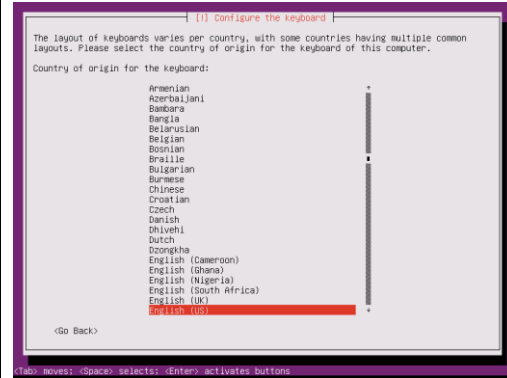 [!] Configure the keyboard
The layout of keyboards varies per country, with some countries having multiple common
layouts. Please select the country of origin for the keyboard of this computer.
Country of origin for the keyboard:
Armenian
Azerbaijani
Bambara
Bangla
Belarusian
Belgian
Bosnian
Braille
Bulgarian
Burmese
Chinese
Croatian
Czech
Danish
Dhivehi
Dutch
Dzongkha
English (Cameroon)
English (Ghana)
English (Nigeria)
English (South Africa)
English (UK)
English (US)
<Go Back>
<Tab> moves; <Space> selects; <Enter> activates buttons